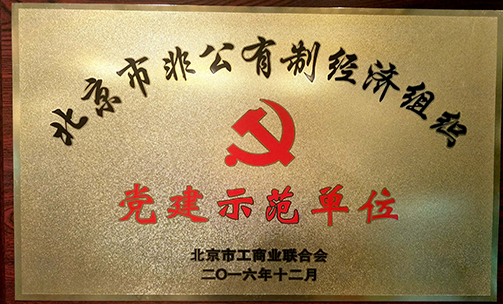 北京市非公有制经济组织
党建示范单位
北京市工商业联合会
二〇一六年十二月